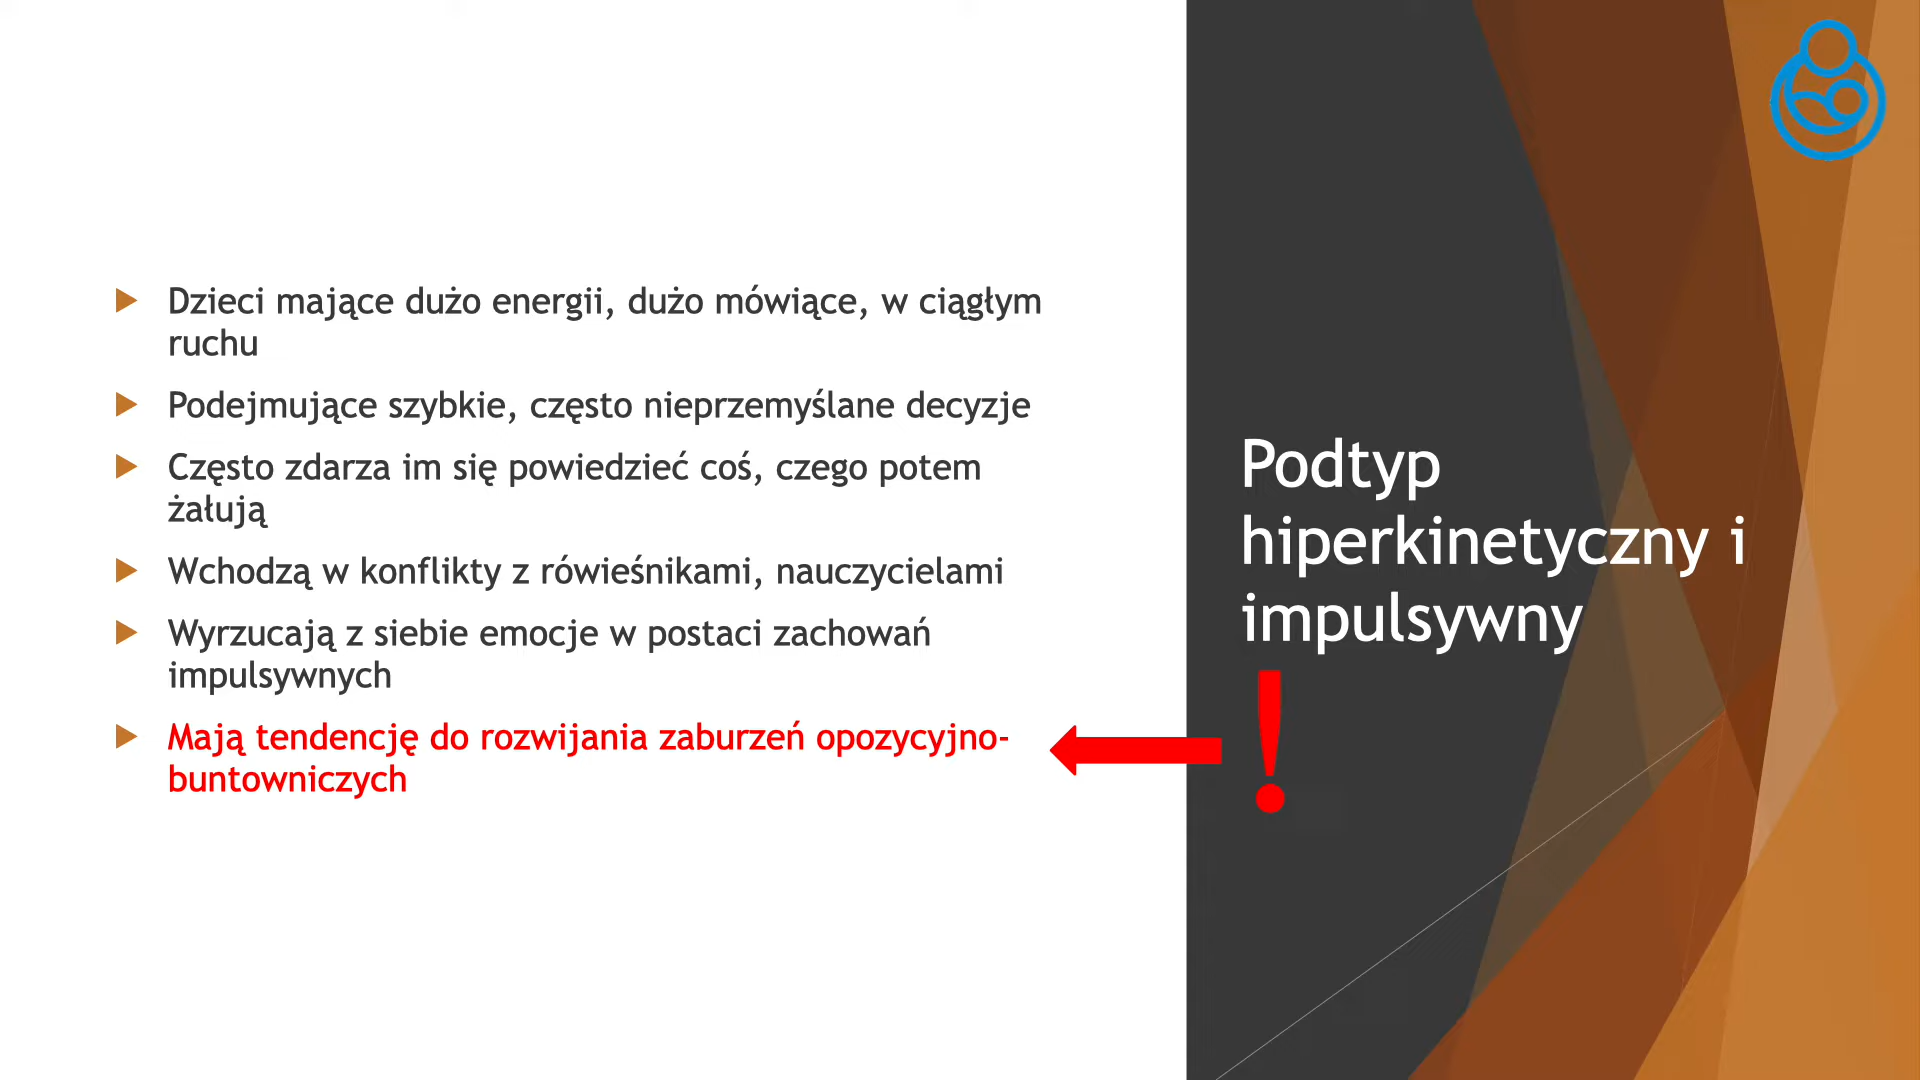 Dzieci mające dużo energii, dużo mówiące, w ciągłym
ruchu
Podejmujące szybkie, często nieprzemyślane decyzje
Często zdarza im się powiedzieć coś, czego potem
żałują
Wchodzą w konflikty z rówieśnikami, nauczycielami
Wyrzucają z siebie emocje w postaci zachowań
impulsywnych
Mają tendencję do rozwijania zaburzeń opozycyjno-
buntowniczych
Podtyp
hiperkinetyczny i
impulsywny
!